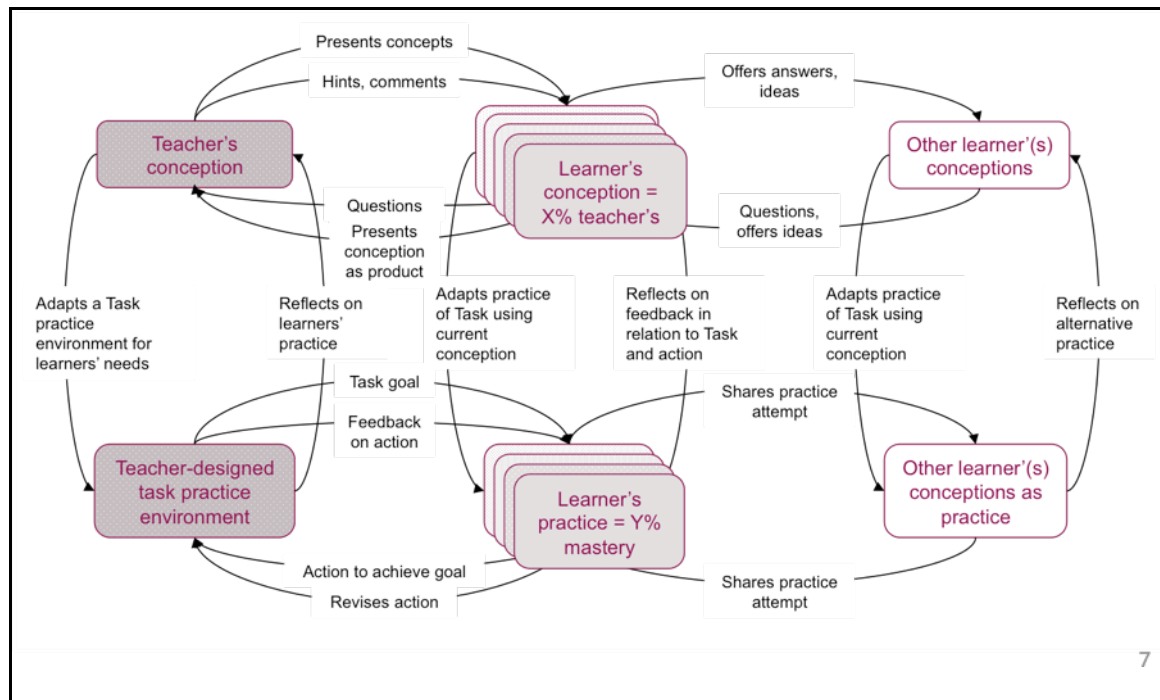 Presents concepts
Hints, comments
Offers answers,
ideas
Teacher's
conception
Learner's
conception =
X% teacher's
Other learner'(s)
conceptions
Questions
Presents
conception
as product
Questions,
offers ideas
Adapts a Task
practice
environment for
learners' needs
Reflects on
learners'
practice
Adapts practice
of Task using
current
conception
Reflects on
feedback in
relation to Task
and action
Adapts practice
of Task using
current
conception
Reflects on
alternative
practice
Task goal
Feedback
on action
Shares practice
attempt
Teacher-designed
task practice
environment
Learner's
practice = Y%
mastery
Other learner'(s)
conceptions as
practice
Action to achieve goal
Revises action
Shares practice
attempt
7